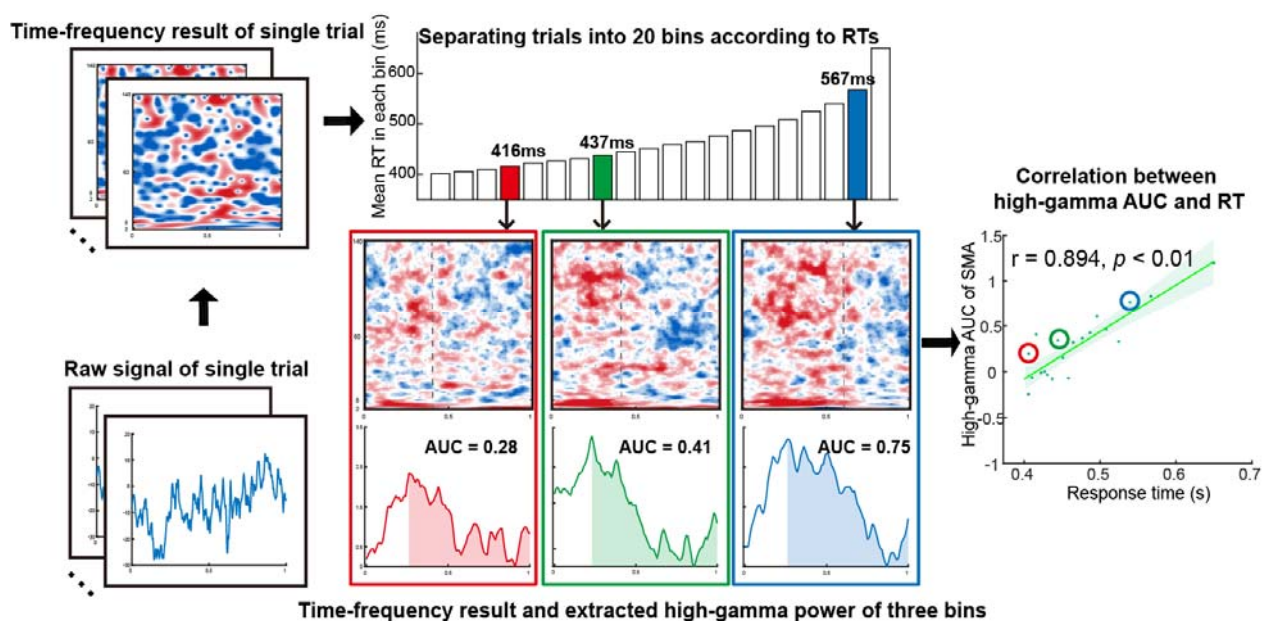 Time-frequency result of single trial
Separating trials into 20 bins according to RTs
Mean RT in each bin (ms)
600
500
400
416ms
437ms
567ms
Correlation between
high-gamma AUC and RT
r = 0.894, p < 0.01
High-gamma AUC of SMA
1.5
1
0.5
0
-0.5
-1
0.4
0.5
0.6
0.7
Response time (s)
Raw signal of single trial
AUC = 0.28
AUC = 0.41
AUC = 0.75
0
0.5
1
Time-frequency result and extracted high-gamma power of three bins